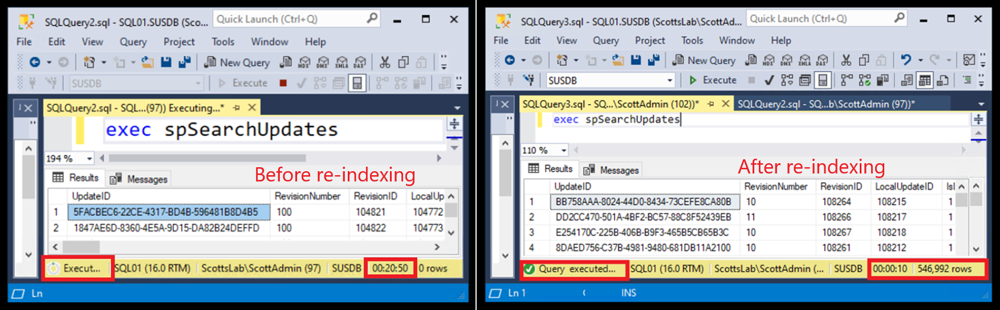 SQLQuery2.sql - SQL01.SUSDB (Sco...
Quick Launch (Ctrl+Q)
File Edit View Query Project Tools Window Help
New Query MDX DMX XMLA DAX
SUSDB Execute
SQLQuery2.sql - SQL...(97)) Executing...*
exec spSearchUpdates
194 %
Results Messages
Before re-indexing
UpdateID RevisionNumber RevisionID LocalUp
1 5FACBEC6-22CE-4317-BD4B-596481B8D4B5 100 104821 104772
2 1847AE6D-8360-4E5A-9D15-DA82B24DEFFD 100 104822 104773
Execut... SQL01 (16.0 RTM) ScottsLab\ScottAdmin (97) SUSDB 00:20:50 0 rows
Ln
SQLQuery3.sql - SQL01.SUSDB (ScottsLab\ScottAd...
Quick Launch (Ctrl+Q)
File Edit View Query Project Tools Window Help
New Query MDX DMX XMLA DAX
SUSDB Execute
SQLQuery3.sql - SQ...\ScottAdmin (102))* SQLQuery2.sql - SQ...b\ScottAdmin (97))*
exec spSearchUpdates
110 %
Results Messages
After re-indexing
UpdateID RevisionNumber RevisionID LocalUpdateID IsI
1 BB758AAA-8024-44D0-8434-73CEFE8CA80B 10 108264 108215 1
2 DD2CC470-501A-4BF2-BC57-88C8F52439EB 11 108266 108217 1
3 E254170C-225B-406B-B9F3-465B5CB65B3C 10 108267 108218 1
4 8DAED756-C37B-4981-9480-681DB11A2100 10 108261 108212 1
Query executed... SQL01 (16.0 RTM) ScottsLab\ScottAdmin (... SUSDB 00:00:10 546,992 rows
Ln 1 INS